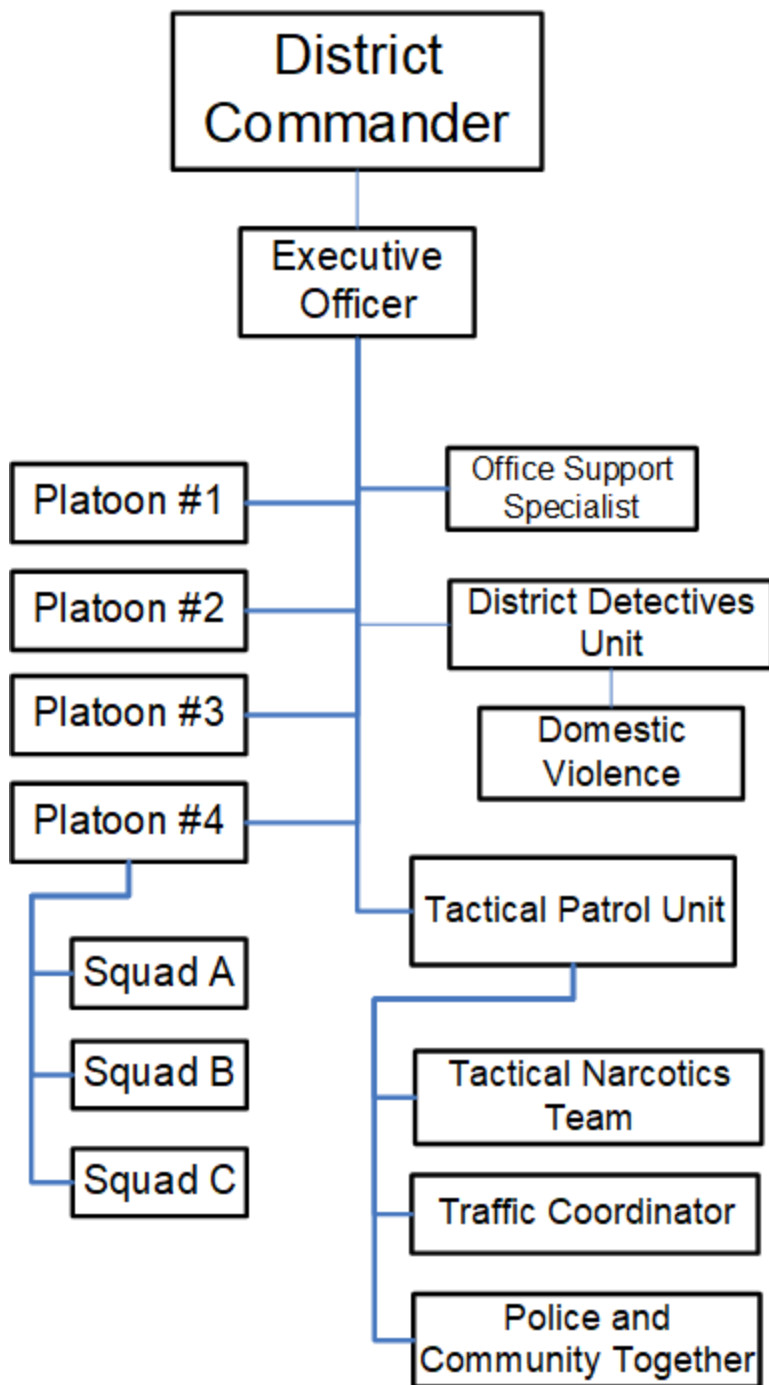 District
Commander
Executive
Officer
Platoon #1
Platoon #2
Platoon #3
Platoon #4
Squad A
Squad B
Squad C
Office Support
Specialist
District Detectives
Unit
Domestic
Violence
Tactical Patrol Unit
Tactical Narcotics
Team
Traffic Coordinator
Police and
Community Together